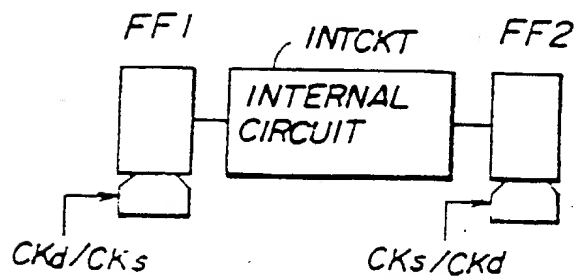 FF1
INTCKT
FF2
INTERNAL
CIRCUIT
CKd/CKs
CKs/CKd